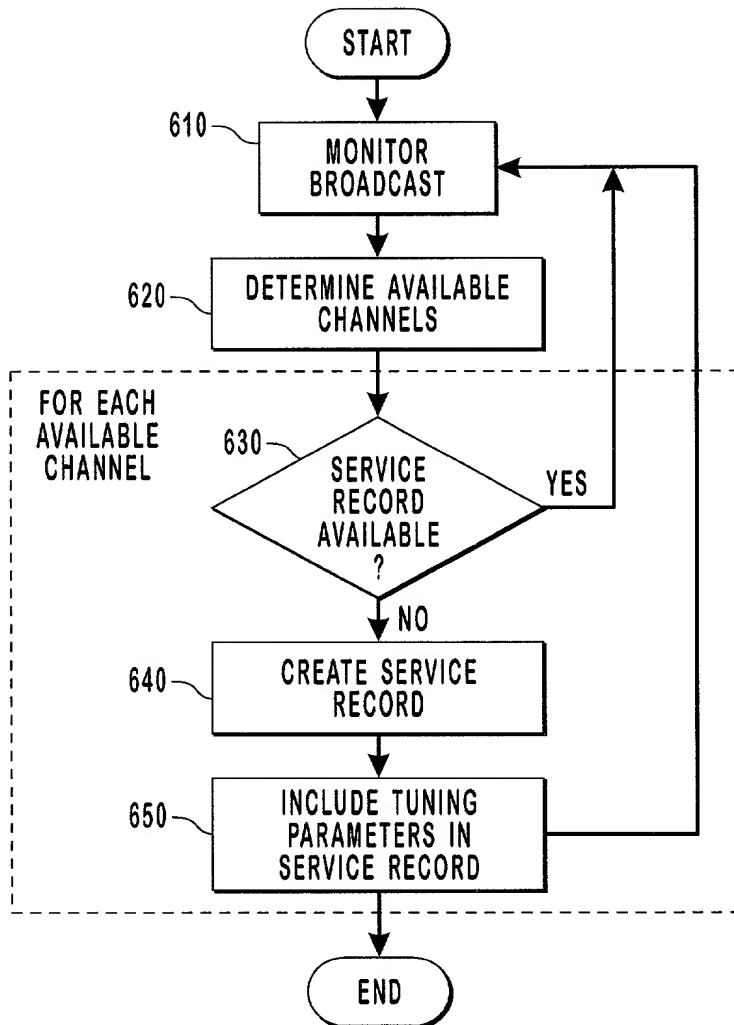 START
610
MONITOR
BROADCAST
620
DETERMINE AVAILABLE
CHANNELS
FOR EACH
AVAILABLE
CHANNEL
630
SERVICE
RECORD
AVAILABLE
?
YES
NO
640
CREATE SERVICE
RECORD
650
INCLUDE TUNING
PARAMETERS IN
SERVICE RECORD
END